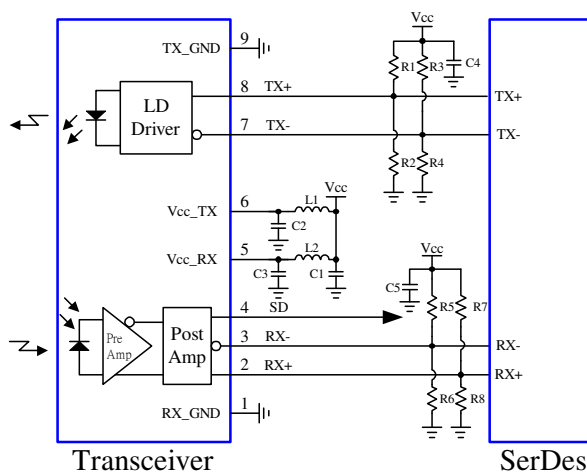 Vcc
TX_GND 9
R1 R3 C4
LD
Driver
8 TX+ TX+
7 TX- TX-
R2 R4
Vcc_TX 6 L1 Vcc
C2
Vcc_RX 5 L2 Vcc
C3 C1
C5
4 SD R5 R7
Pre
Amp
Post
Amp
3 RX- RX-
2 RX+ RX+
R6 R8
RX_GND 1
Transceiver SerDes